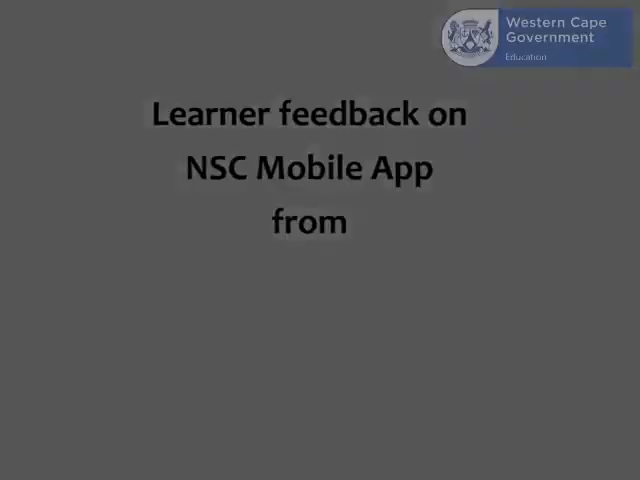 Western Cape
Government
Education
Learner feedback on
NSC Mobile App
from